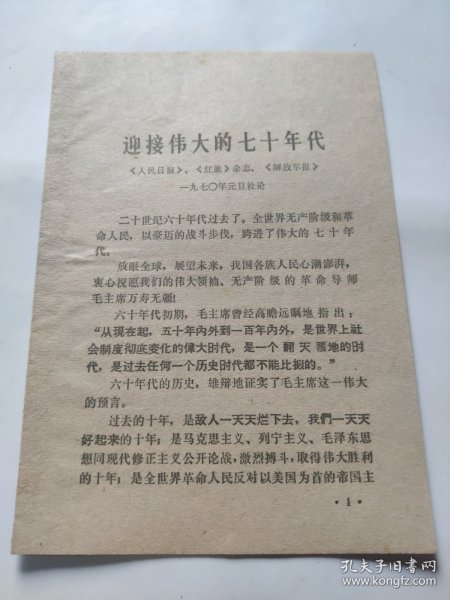 迎接伟大的七十年代
《人民日报》、《红旗》杂志、《解放军报》
一九七〇年元旦社论
二十世纪六十年代过去了。全世界无产阶级和革
命人民，以豪迈的战斗步伐，跨进了伟大的七十年
代。
放眼全球，展望未来，我国各族人民心潮澎湃，
衷心祝愿我们的伟大领袖、无产阶级的革命导师
毛主席万寿无疆！
六十年代初期，毛主席曾经高瞻远瞩地指出：
“从现在起，五十年内外到一百年内外，是世界上社
会制度彻底变化的偉大时代，是一个翻天覆地的时
代，是过去任何一个历史时代都不能比拟的。”
六十年代的历史，雄辩地证实了毛主席这一伟大
的预言。
过去的十年，是敌人一天天烂下去，我們一天天
好起来的十年；是马克思主义、列宁主义、毛泽东思
想同现代修正主义公开论战，激烈搏斗，取得伟大胜利
的十年；是全世界革命人民反对以美国为首的帝国主
·1·
孔夫子旧书网
www.kongfz.com